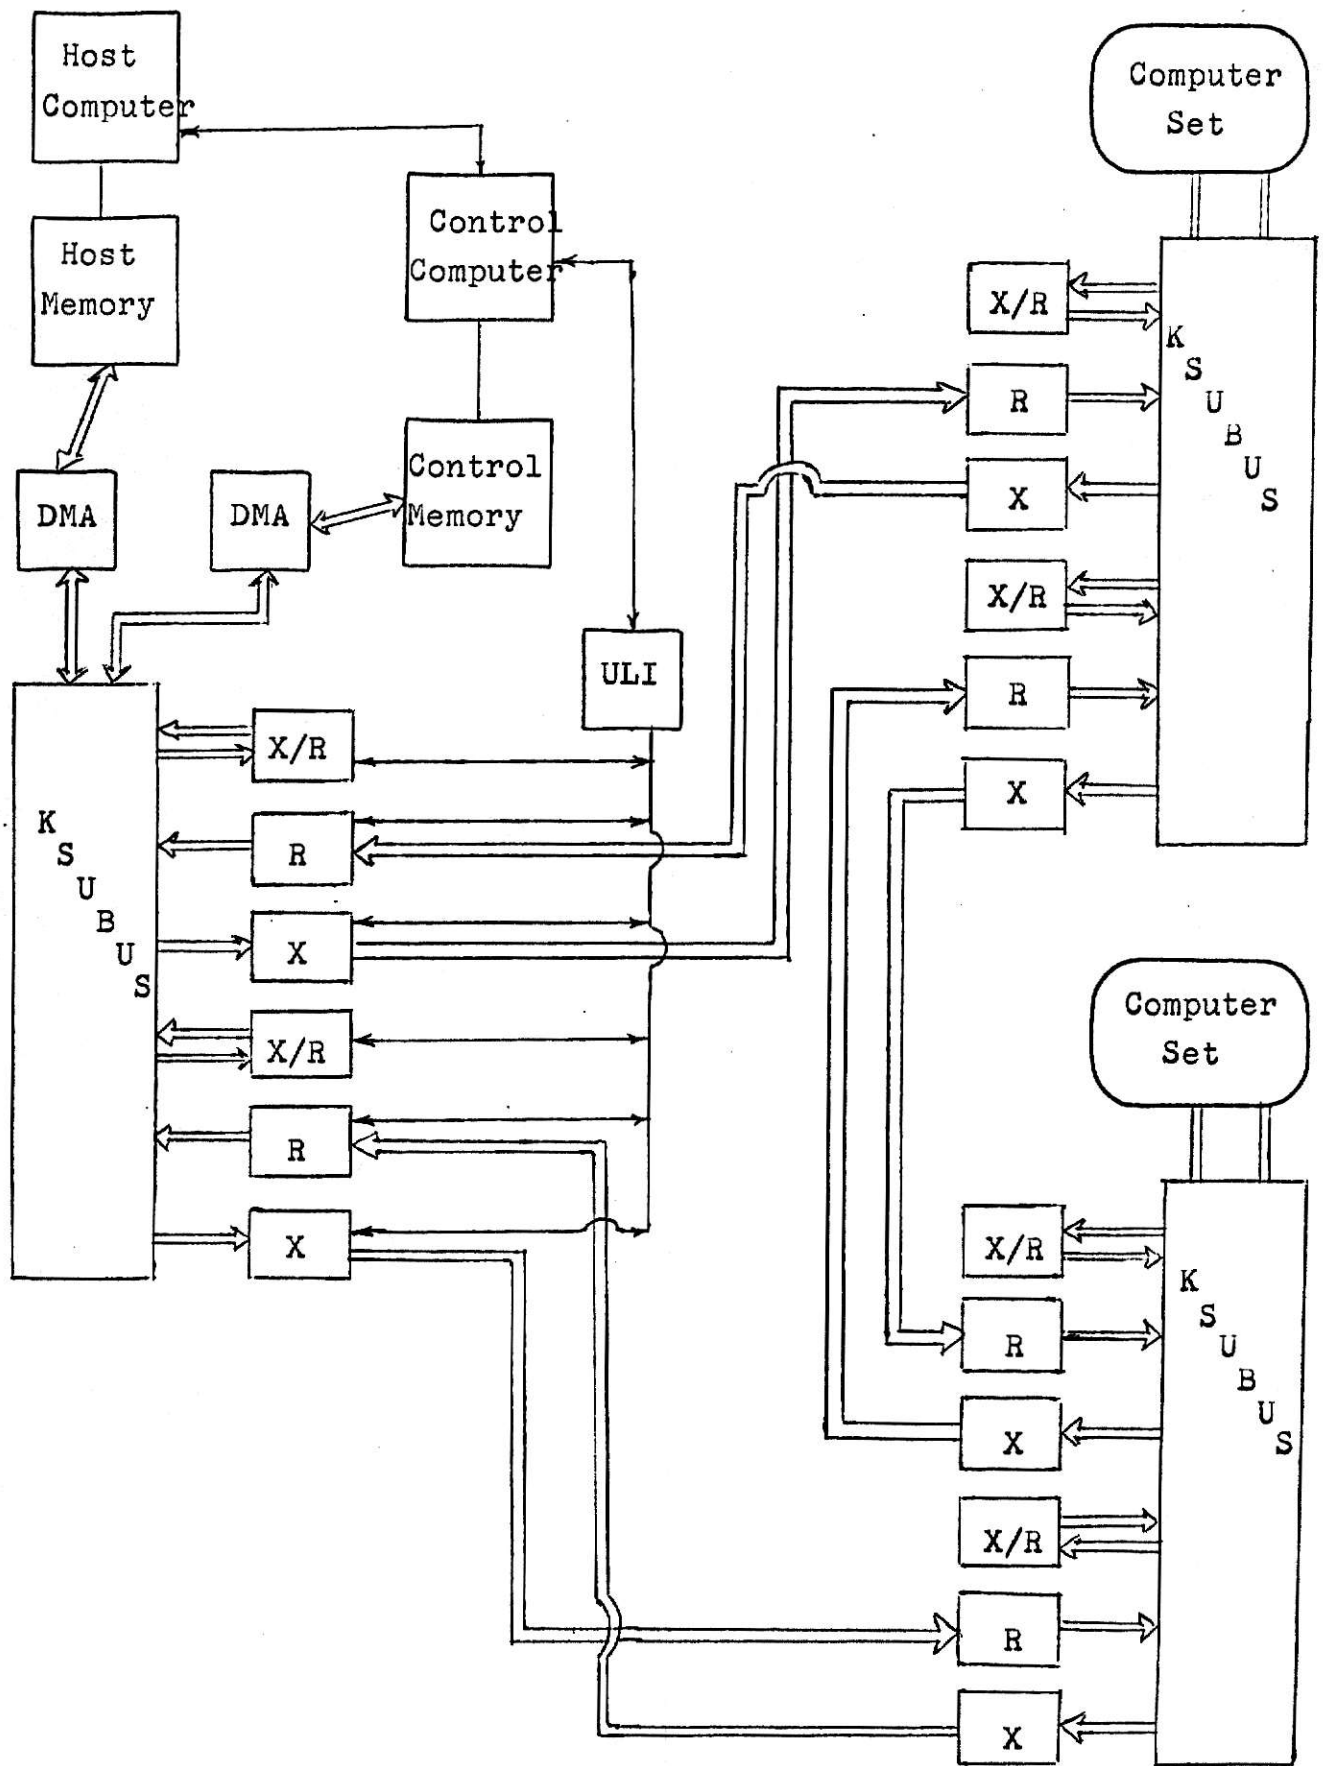 Host
Computer
Host
Memory
Control
Computer
Control
Memory
DMA
DMA
ULI
K S U B U S
X/R
R
X
X/R
R
X
Computer
Set
X/R
R
X
X/R
R
X
K S U B U S
Computer
Set
X/R
R
X
X/R
R
X
K S U B U S